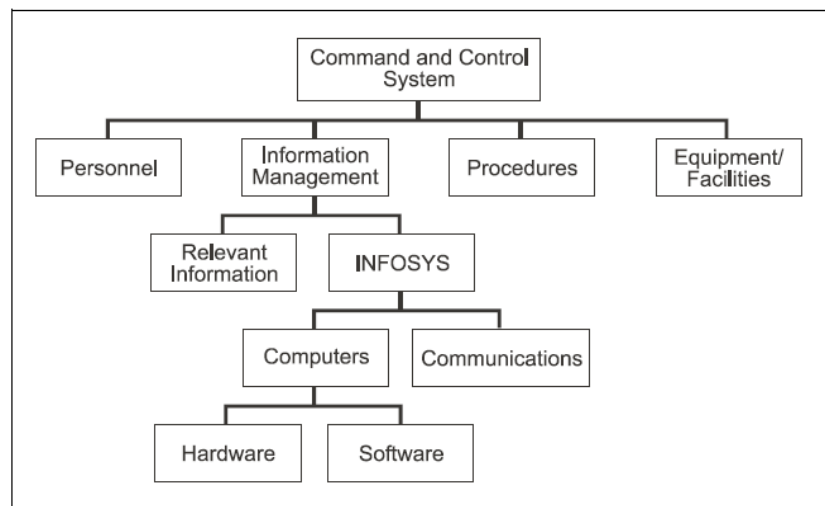 Command and Control
System
Personnel
Information
Management
Procedures
Equipment/
Facilities
Relevant
Information
INFOSYS
Computers
Communications
Hardware
Software